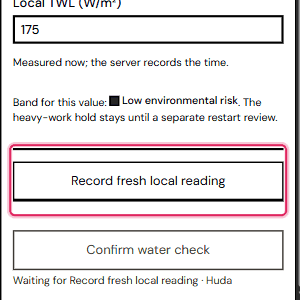 Local TWL (W/m²)
175
Measured now; the server records the time.
Band for this value: Low environmental risk. The
heavy-work hold stays until a separate restart review.
Record fresh local reading
Confirm water check
Waiting for Record fresh local reading · Huda